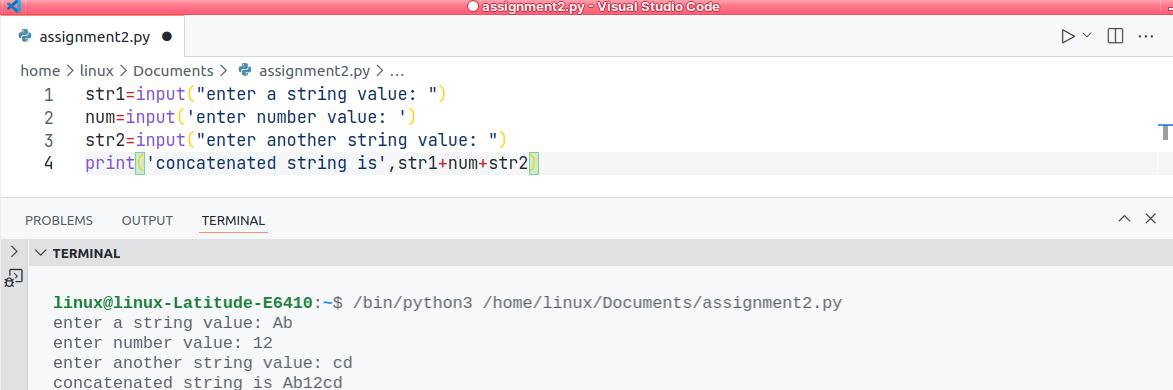 assignment2.py - Visual Studio Code
assignment2.py
home > linux > Documents > assignment2.py > ...
1 str1=input("enter a string value: ")
2 num=input('enter number value: ')
3 str2=input("enter another string value: ")
4 print('concatenated string is',str1+num+str2)
PROBLEMS OUTPUT TERMINAL
TERMINAL
linux@linux-Latitude-E6410:~$ /bin/python3 /home/linux/Documents/assignment2.py
enter a string value: Ab
enter number value: 12
enter another string value: cd
concatenated string is Ab12cd